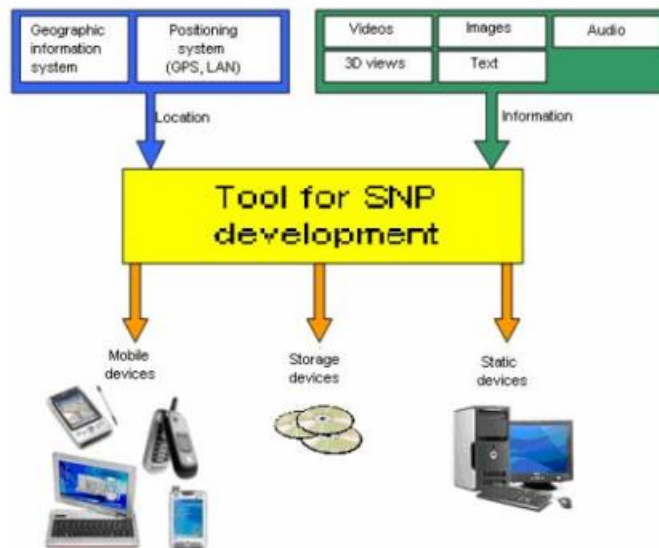 Geographic
information
system
Positioning
system
(GPS, LAN)
Videos
Images
Audio
3D views
Text
Location
Information
Tool for SNP
development
Mobile
devices
Storage
devices
Static
devices